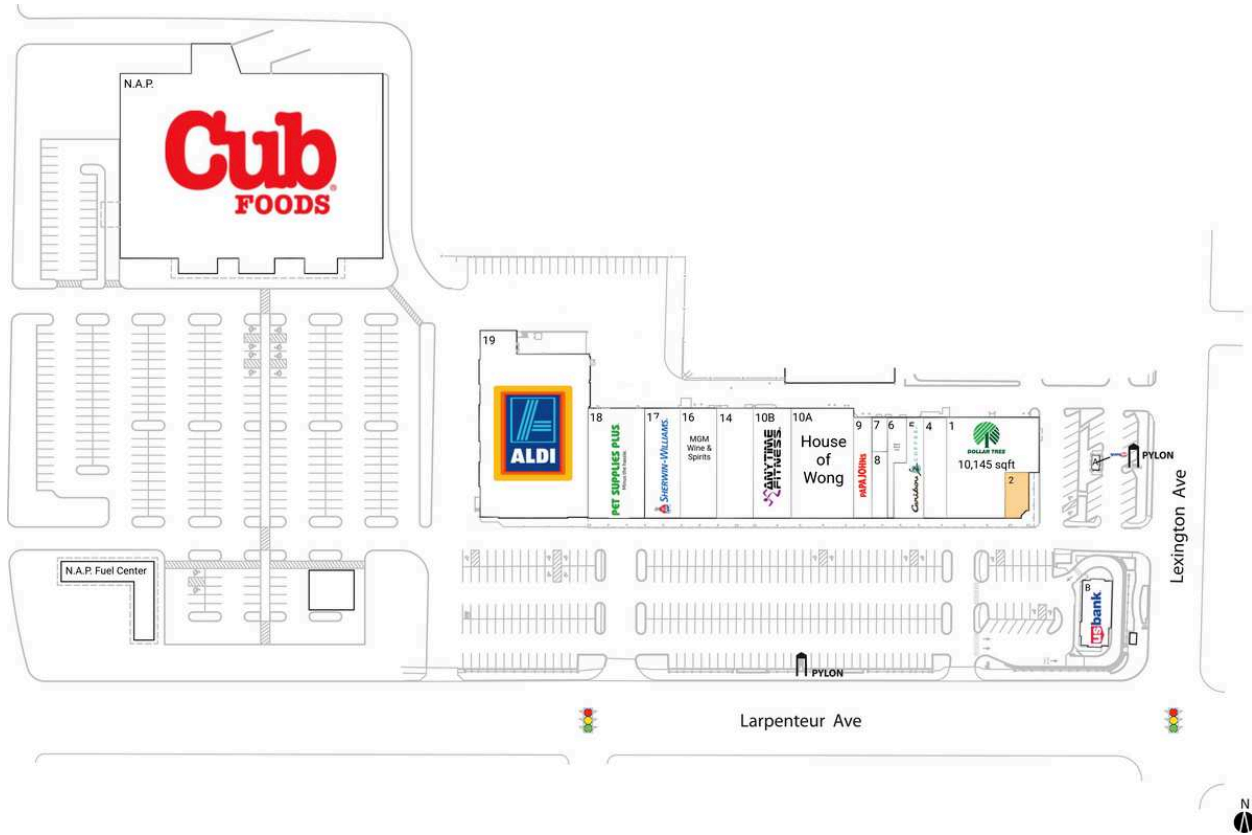 N.A.P.
Cub
FOODS
19
ALDI
18
PET SUPPLIES PLUS
17
SHERWIN-WILLIAMS
16
MGM
Wine &
Spirits
14
10B
ANYTIME
FITNESS
10A
House
of
Wong
9
PAPA JOHNS
7
8
6
5
Caribou
COFFEE
4
1
DOLLAR TREE
10,145 sqft
2
A
PYLON
Lexington Ave
N.A.P. Fuel Center
B
usbank
PYLON
Larpenteur Ave
N